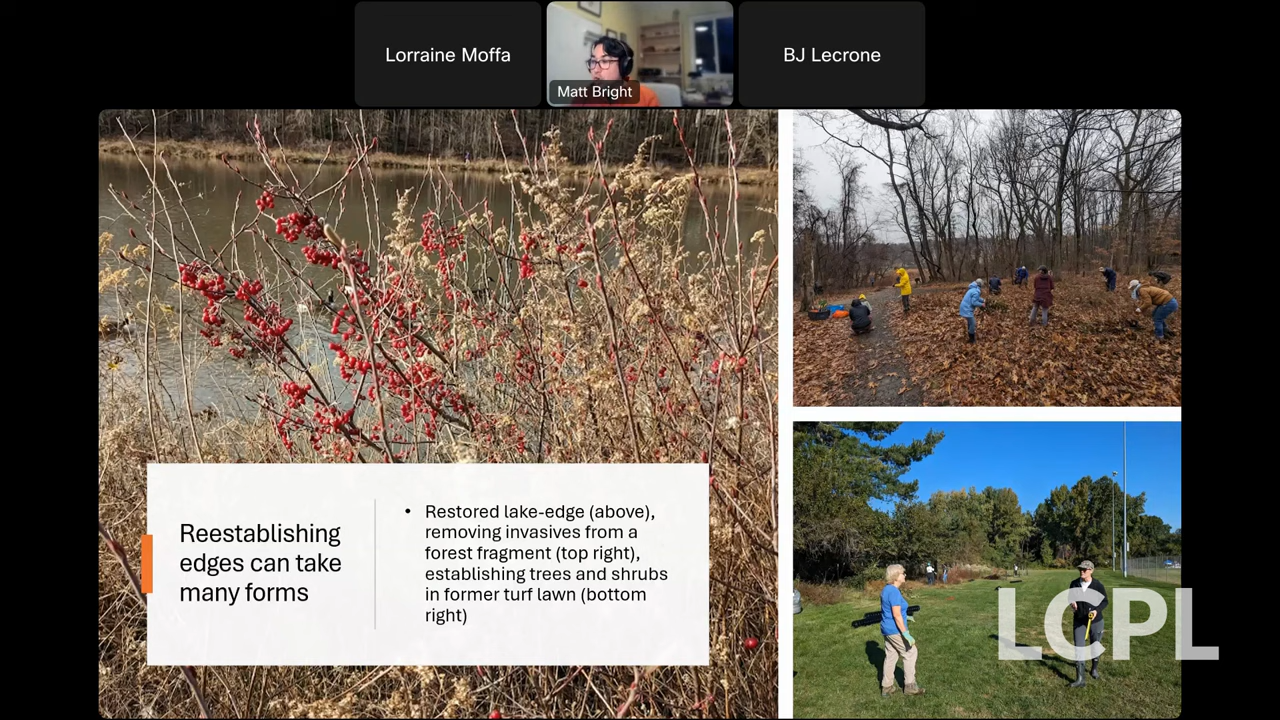 Lorraine Moffa
Matt Bright
BJ Lecrone
Reestablishing
edges can take
many forms
• Restored lake-edge (above),
removing invasives from a
forest fragment (top right),
establishing trees and shrubs
in former turf lawn (bottom
right)
LCPL